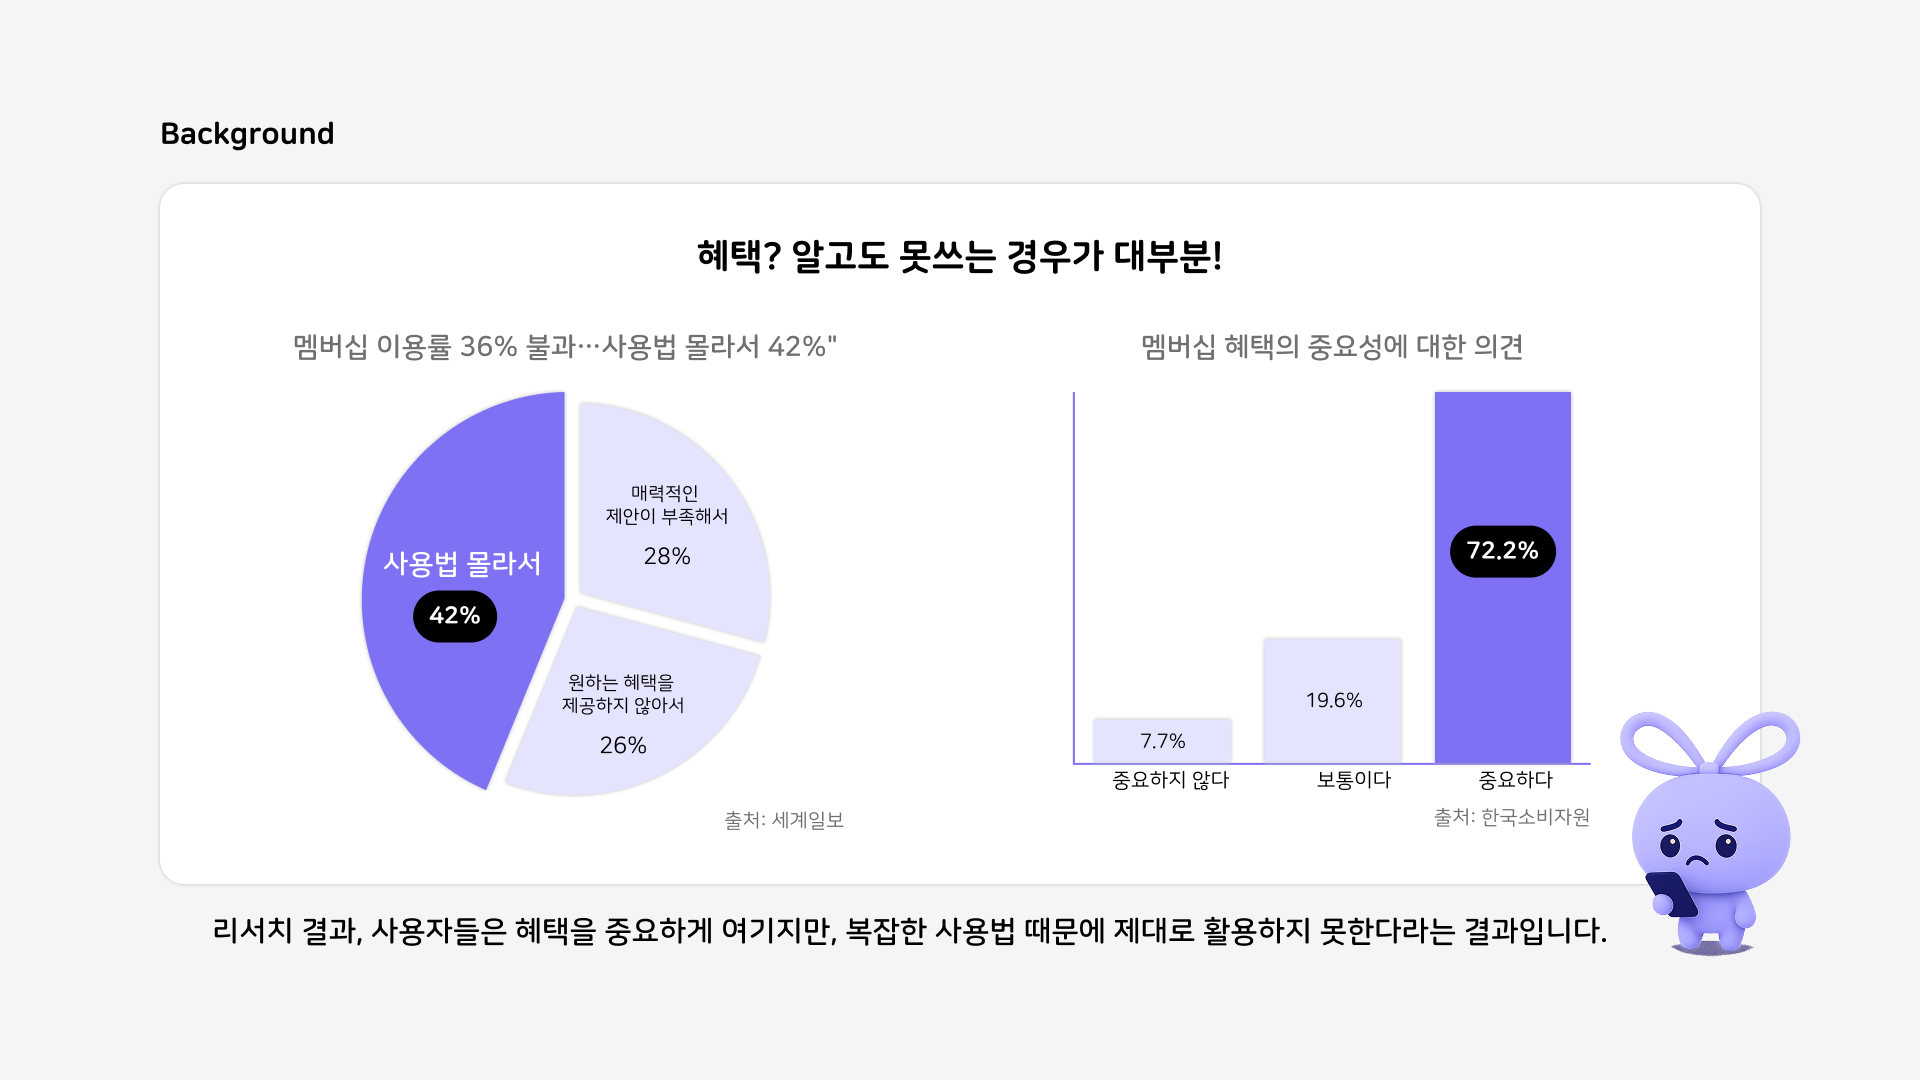 Background
혜택? 알고도 못쓰는 경우가 대부분!
멤버십 이용률 36% 불과…사용법 몰라서 42%"
사용법 몰라서
42%
매력적인
제안이 부족해서
28%
원하는 혜택을
제공하지 않아서
26%
출처: 세계일보
멤버십 혜택의 중요성에 대한 의견
7.7%
19.6%
72.2%
중요하지 않다
보통이다
중요하다
출처: 한국소비자원
리서치 결과, 사용자들은 혜택을 중요하게 여기지만, 복잡한 사용법 때문에 제대로 활용하지 못한다라는 결과입니다.